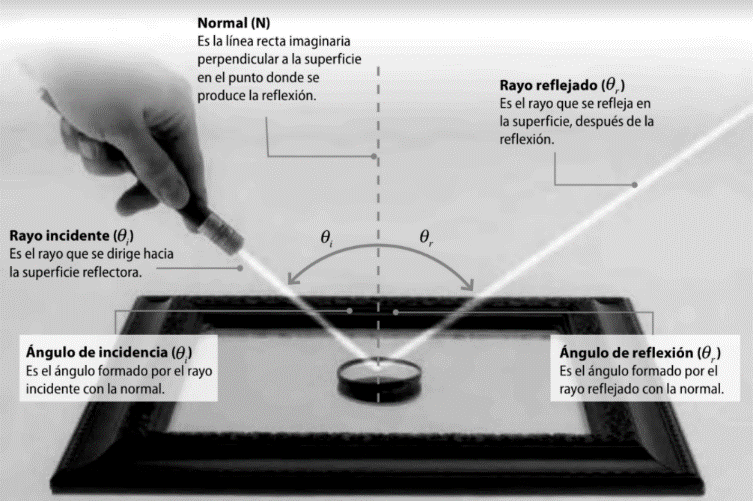 Normal (N)
Es la línea recta imaginaria
perpendicular a la superficie
en el punto donde se
produce la reflexión.
Rayo reflejado (θr)
Es el rayo que se refleja en
la superficie, después de la
reflexión.
Rayo incidente (θi)
Es el rayo que se dirige hacia
la superficie reflectora.
θi
θr
Ángulo de incidencia (θi)
Es el ángulo formado por el rayo
incidente con la normal.
Ángulo de reflexión (θr)
Es el ángulo formado por el
rayo reflejado con la normal.